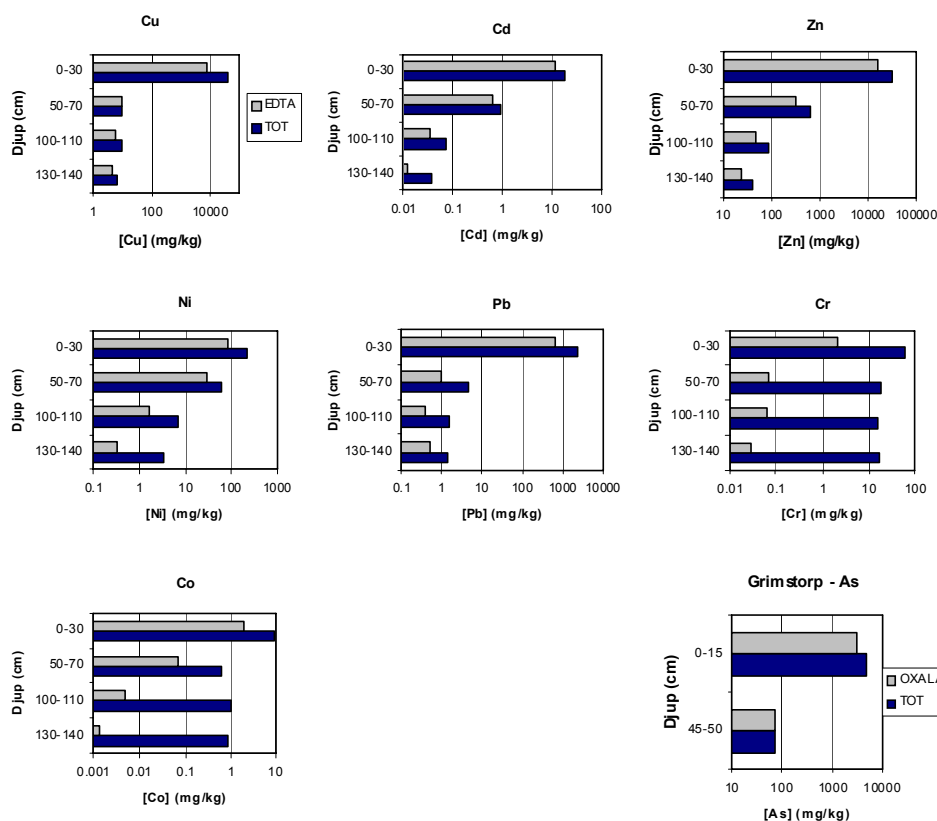 Cu
Djup (cm)
0-30
50-70
100-110
130-140
1 100 10000
[Cu] (mg/kg)
EDTA
TOT
Cd
Djup (cm)
0-30
50-70
100-110
130-140
0.01 0.1 1 10 100
[Cd] (mg/kg)
Zn
Djup (cm)
0-30
50-70
100-110
130-140
10 100 1000 10000 100000
[Zn] (mg/kg)
Ni
Djup (cm)
0-30
50-70
100-110
130-140
0.1 1 10 100 1000
[Ni] (mg/kg)
Pb
Djup (cm)
0-30
50-70
100-110
130-140
0.1 1 10 100 1000 10000
[Pb] (mg/kg)
Cr
Djup (cm)
0-30
50-70
100-110
130-140
0.01 0.1 1 10 100
[Cr] (mg/kg)
Co
Djup (cm)
0-30
50-70
100-110
130-140
0.001 0.01 0.1 1 10
[Co] (mg/kg)
Grimstorp - As
Djup (cm)
0-15
45-50
10 100 1000 10000
[As] (mg/kg)
OXALA
TOT